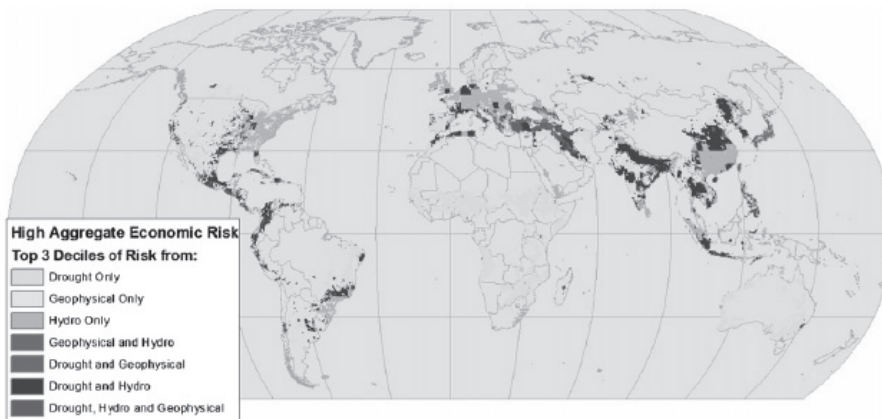 High Aggregate Economic Risk
Top 3 Deciles of Risk from:
Drought Only
Geophysical Only
Hydro Only
Geophysical and Hydro
Drought and Geophysical
Drought and Hydro
Drought, Hydro and Geophysical